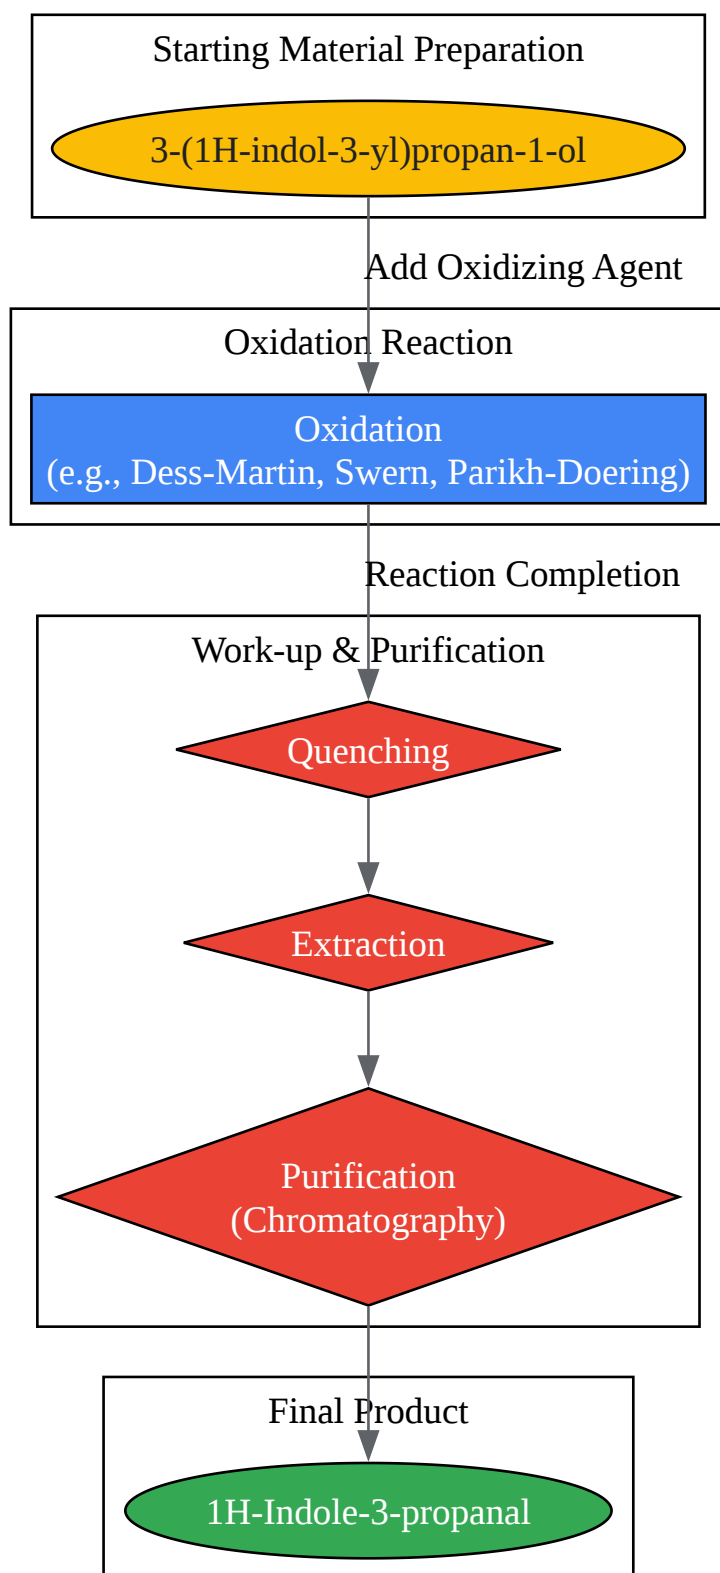 Starting Material Preparation
3-(1H-indol-3-yl)propan-1-ol
Add Oxidizing Agent
Oxidation Reaction
Oxidation
(e.g., Dess-Martin, Swern, Parikh-Doering)
Reaction Completion
Work-up & Purification
Quenching
Extraction
Purification
(Chromatography)
Final Product
1H-Indole-3-propanal